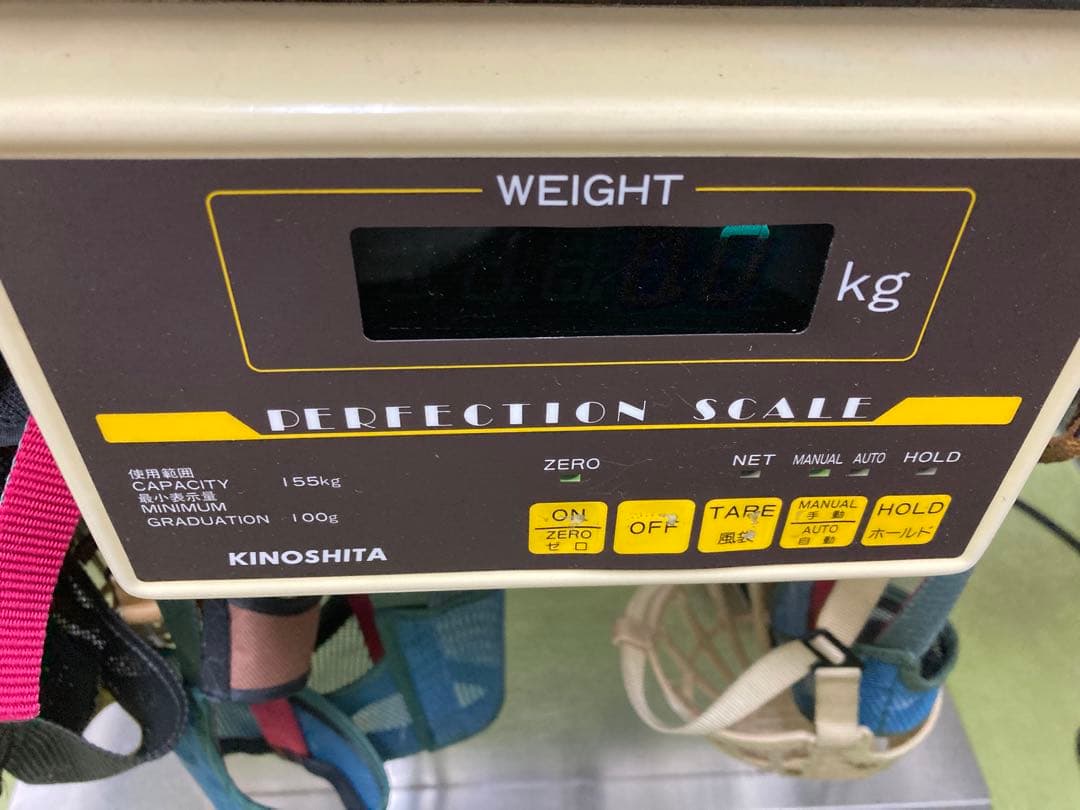 WEIGHT
kg
PERFECTION SCALE
使用範囲
CAPACITY 155kg
最小表示量
MINIMUM
GRADUATION 100g
KINOSHITA
ZERO NET MANUAL AUTO HOLD
ON
ZERO
ゼロ
OFF
TARE
風袋
MANUAL
手動
AUTO
自動
HOLD
ホールド